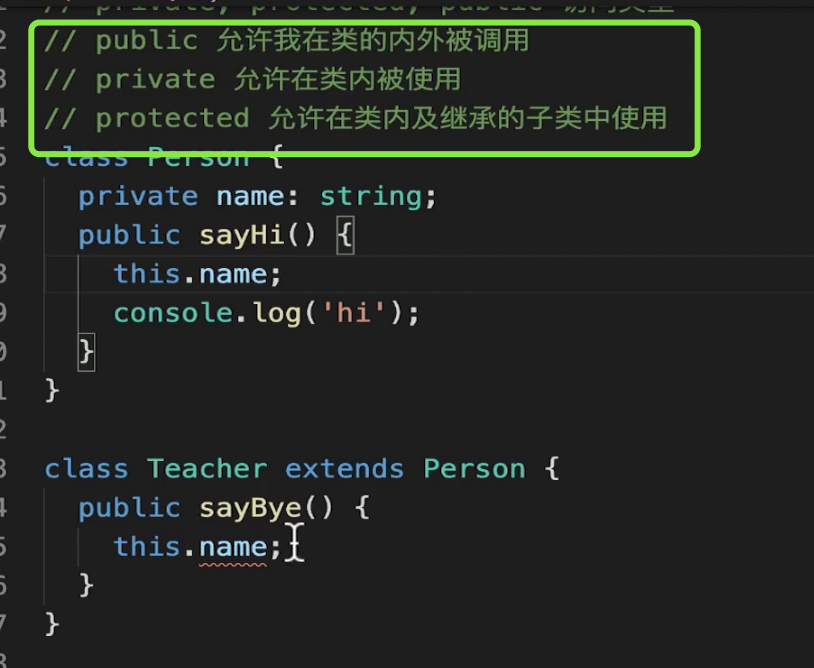 // private, protected, public 访问类型
// public 允许我在类的内外被调用
// private 允许在类内被使用
// protected 允许在类内及继承的子类中使用
class Person {
private name: string;
public sayHi() {
this.name;
console.log('hi');
}
}
class Teacher extends Person {
public sayBye() {
this.name;
}
}